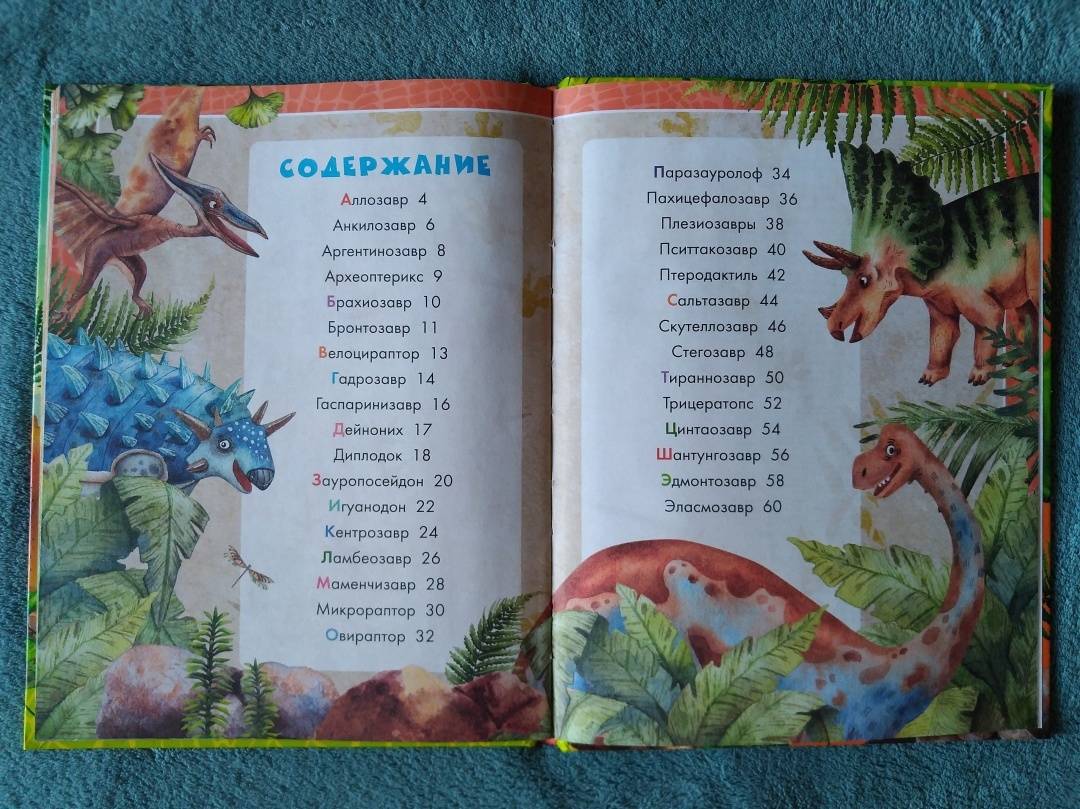 СОДЕРЖАНИЕ
Аллозавр 4
Анкилозавр 6
Аргентинозавр 8
Археоптерикс 9
Брахиозавр 10
Бронтозавр 11
Велоцираптор 13
Гадрозавр 14
Гаспаринизавр 16
Дейноних 17
Диплодок 18
Зауропосейдон 20
Игуанодон 22
Кентрозавр 24
Ламбеозавр 26
Маменчизавр 28
Микрораптор 30
Овираптор 32
Паразауролоф 34
Пахицефалозавр 36
Плезиозавры 38
Пситтакозавр 40
Птеродактиль 42
Сальтазавр 44
Скутеллозавр 46
Стегозавр 48
Тираннозавр 50
Трицератопс 52
Цинтаозавр 54
Шантунгозавр 56
Эдмонтозавр 58
Эласмозавр 60